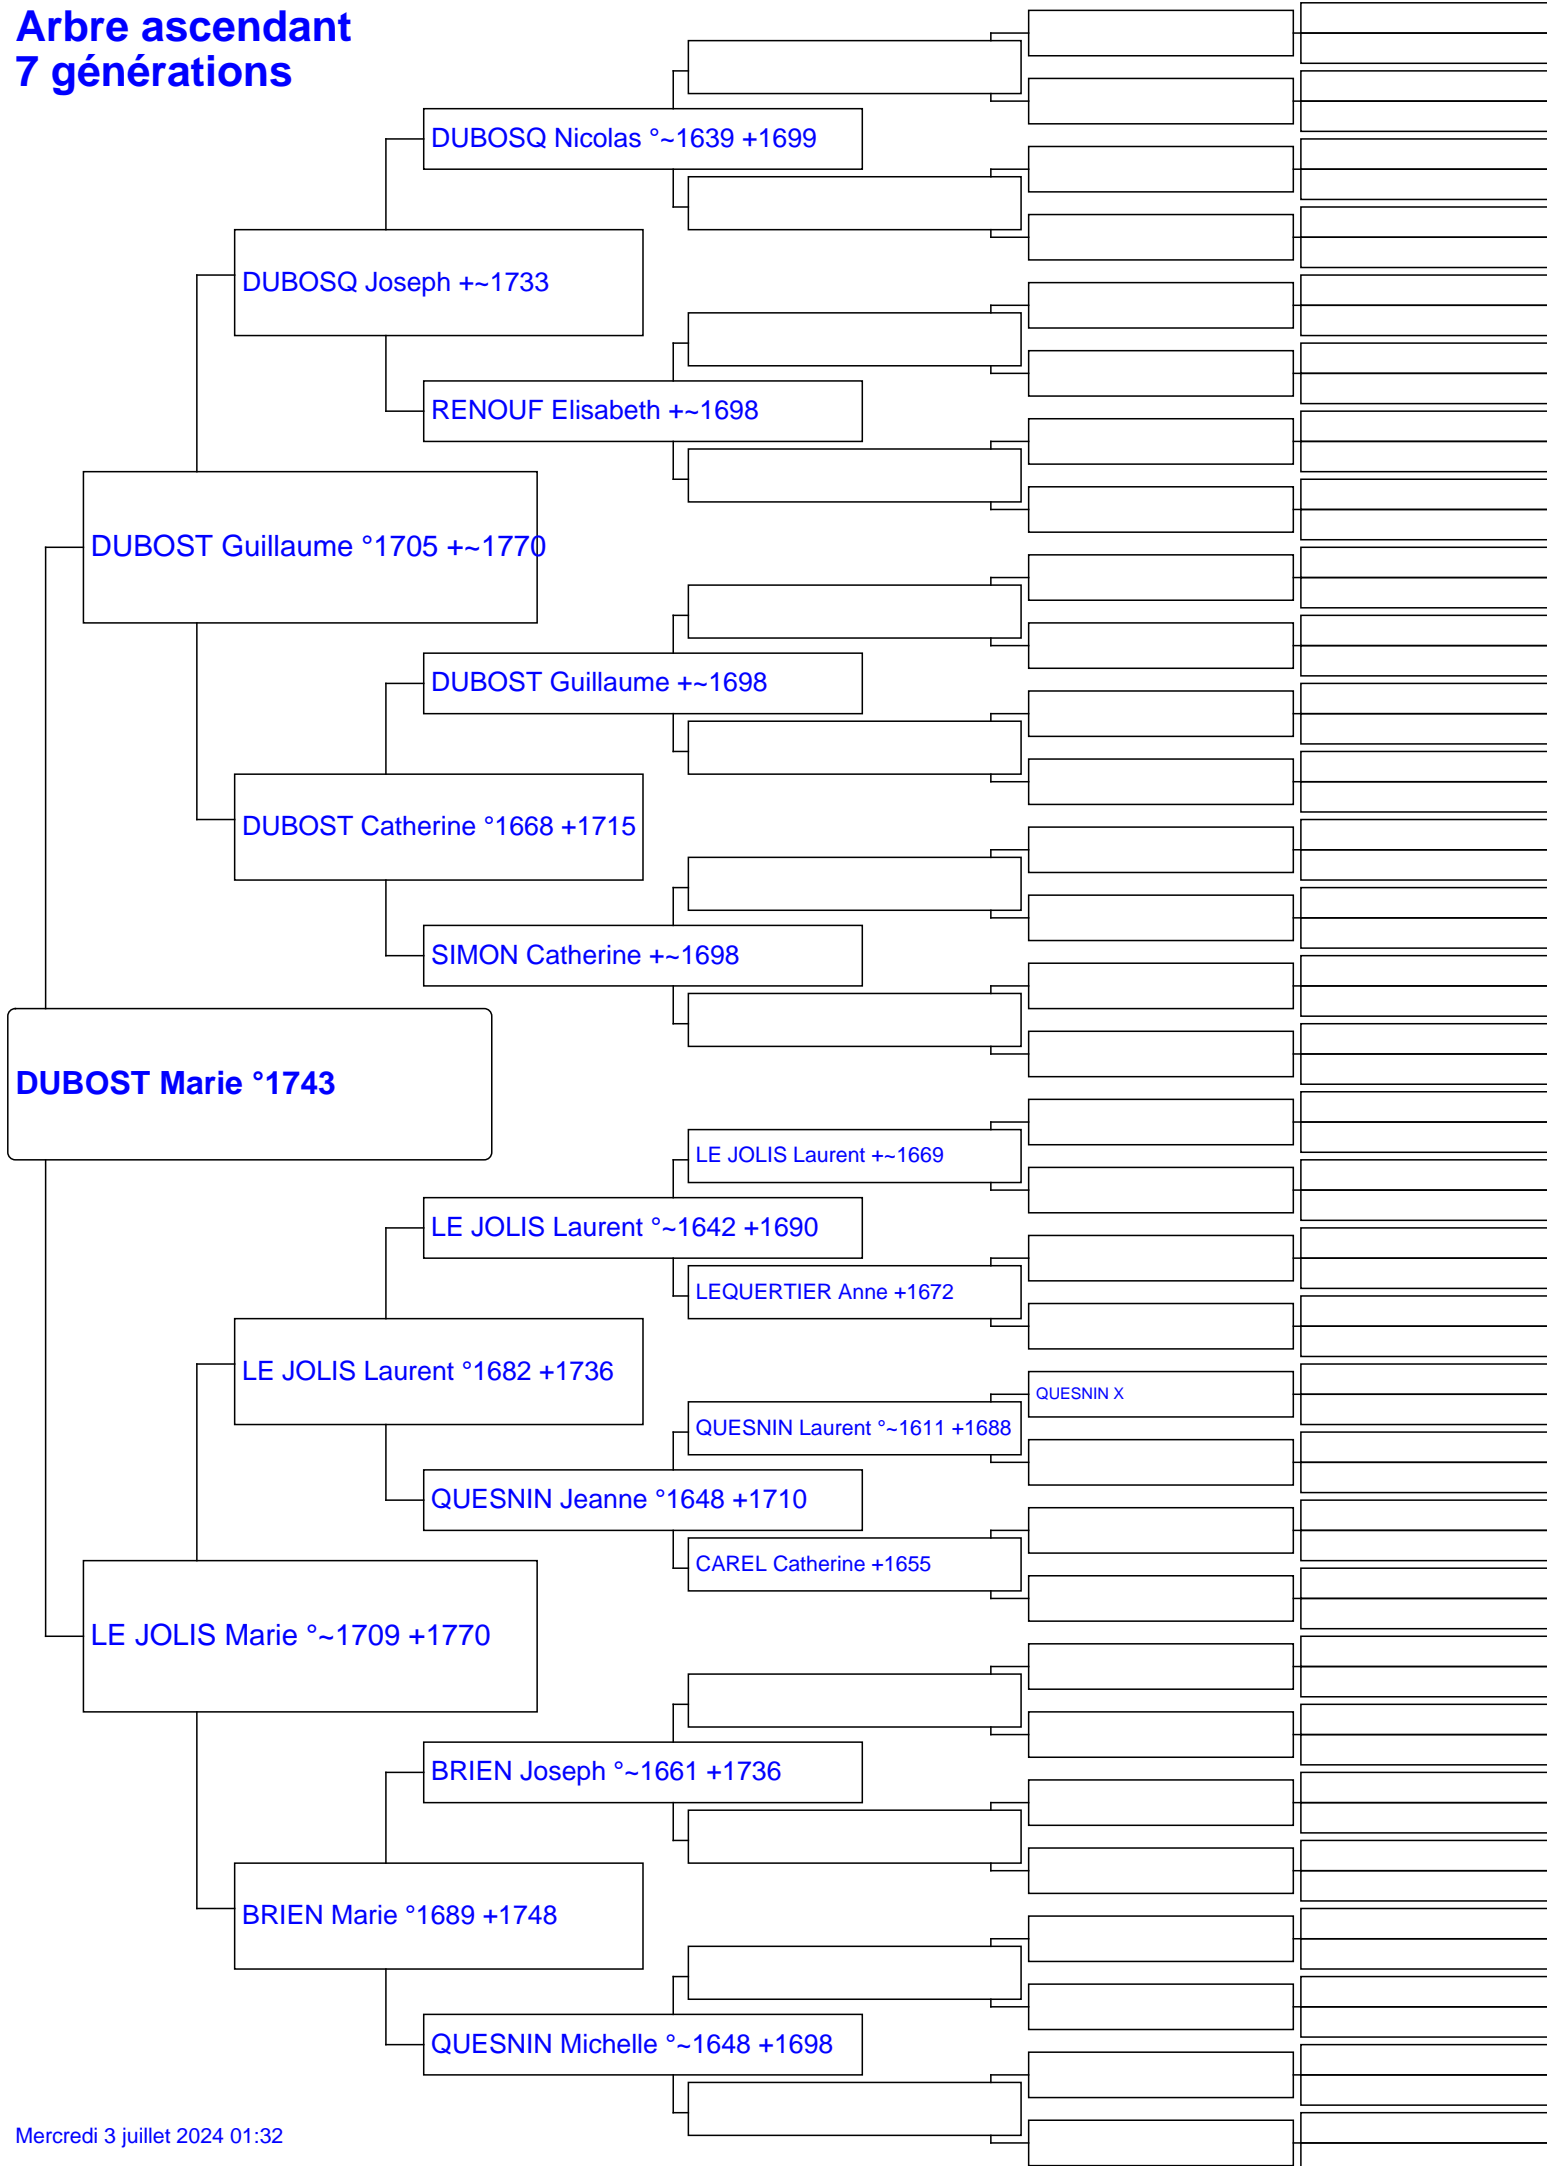 Arbre ascendant
7 générations
DUBOSQ Nicolas °~1639 +1699
DUBOSQ Joseph +~1733
RENOUF Elisabeth +~1698
DUBOST Guillaume °1705 +~1770
DUBOST Guillaume +~1698
DUBOST Catherine °1668 +1715
SIMON Catherine +~1698
DUBOST Marie °1743
LE JOLIS Laurent +~1669
LE JOLIS Laurent °~1642 +1690
LEQUERTIER Anne +1672
LE JOLIS Laurent °1682 +1736
QUESNIN X
QUESNIN Laurent °~1611 +1688
QUESNIN Jeanne °1648 +1710
CAREL Catherine +1655
LE JOLIS Marie °~1709 +1770
BRIEN Joseph °~1661 +1736
BRIEN Marie °1689 +1748
QUESNIN Michelle °~1648 +1698
Mercredi 3 juillet 2024 01:32